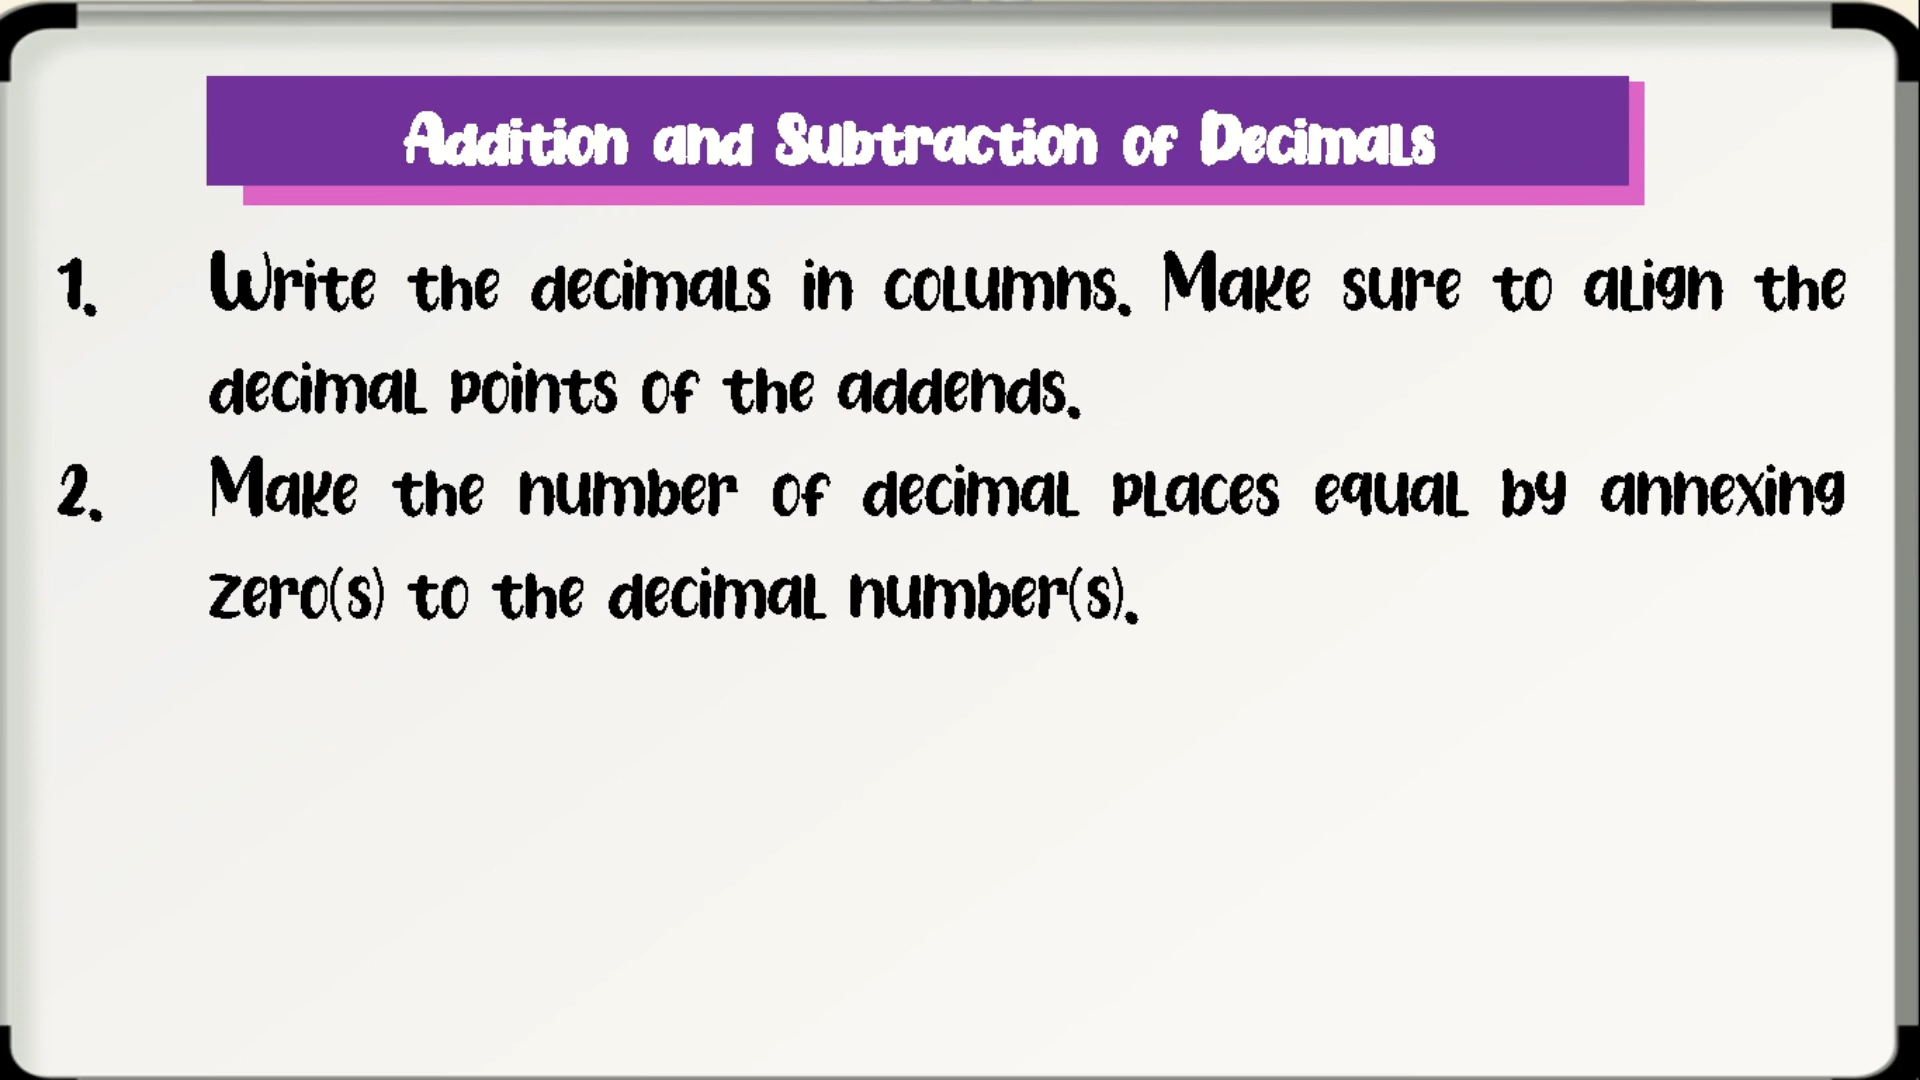 Addition and Subtraction of Decimals
1. Write the decimals in columns. Make sure to align the
decimal points of the addends.
2. Make the number of decimal places equal by annexing
zero(s) to the decimal number(s).